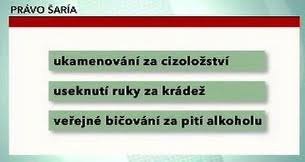 PRÁVO ŠARÍA
ukamenování za cizoložství
useknutí ruky za krádež
veřejné bičování za pití alkoholu